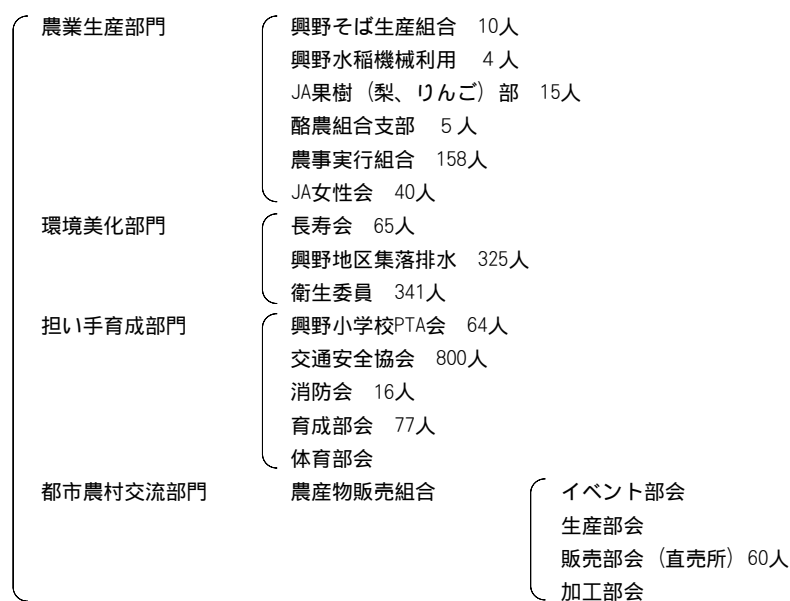 農業生産部門 興野そば生産組合 10人
興野水稲機械利用 4人
JA果樹（梨、りんご）部 15人
酪農組合支部 5人
農事実行組合 158人
JA女性会 40人
環境美化部門 長寿会 65人
興野地区集落排水 325人
衛生委員 341人
担い手育成部門 興野小学校PTA会 64人
交通安全協会 800人
消防会 16人
育成部会 77人
体育部会
都市農村交流部門 農産物販売組合 イベント部会
生産部会
販売部会（直売所）60人
加工部会